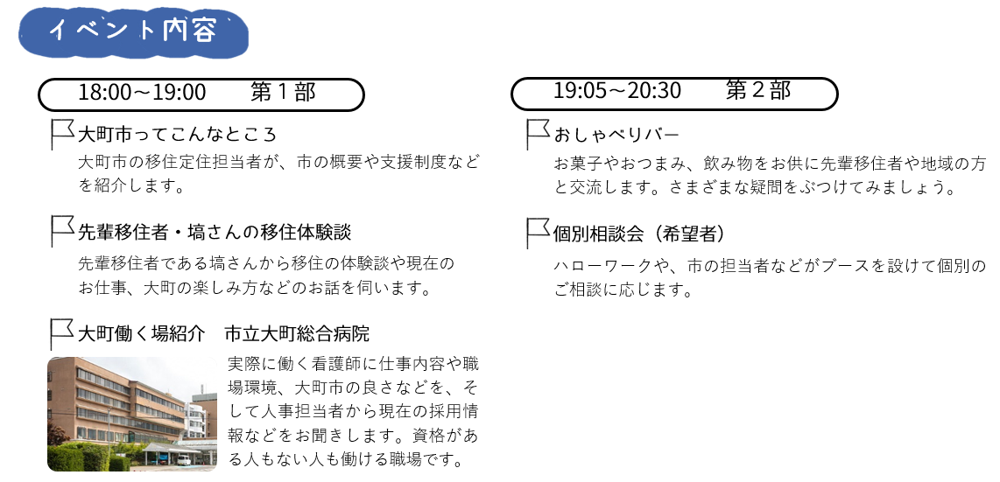 イベント内容
18:00～19:00　　第１部
大町市ってこんなところ
大町市の移住定住担当者が、市の概要や支援制度など
を紹介します。
先輩移住者・塙さんの移住体験談
先輩移住者である塙さんから移住の体験談や現在の
お仕事、大町の楽しみ方などのお話を伺います。
大町働く場紹介　市立大町総合病院
実際に働く看護師に仕事内容や職
場環境、大町市の良さなどを、そ
して人事担当者から現在の採用情
報などをお聞きします。資格があ
る人もない人も働ける職場です。
19:05～20:30　　第２部
おしゃべりバー
お菓子やおつまみ、飲み物をお供に先輩移住者や地域の方
と交流します。さまざまな疑問をぶつけてみましょう。
個別相談会（希望者）
ハローワークや、市の担当者などがブースを設けて個別の
ご相談に応じます。